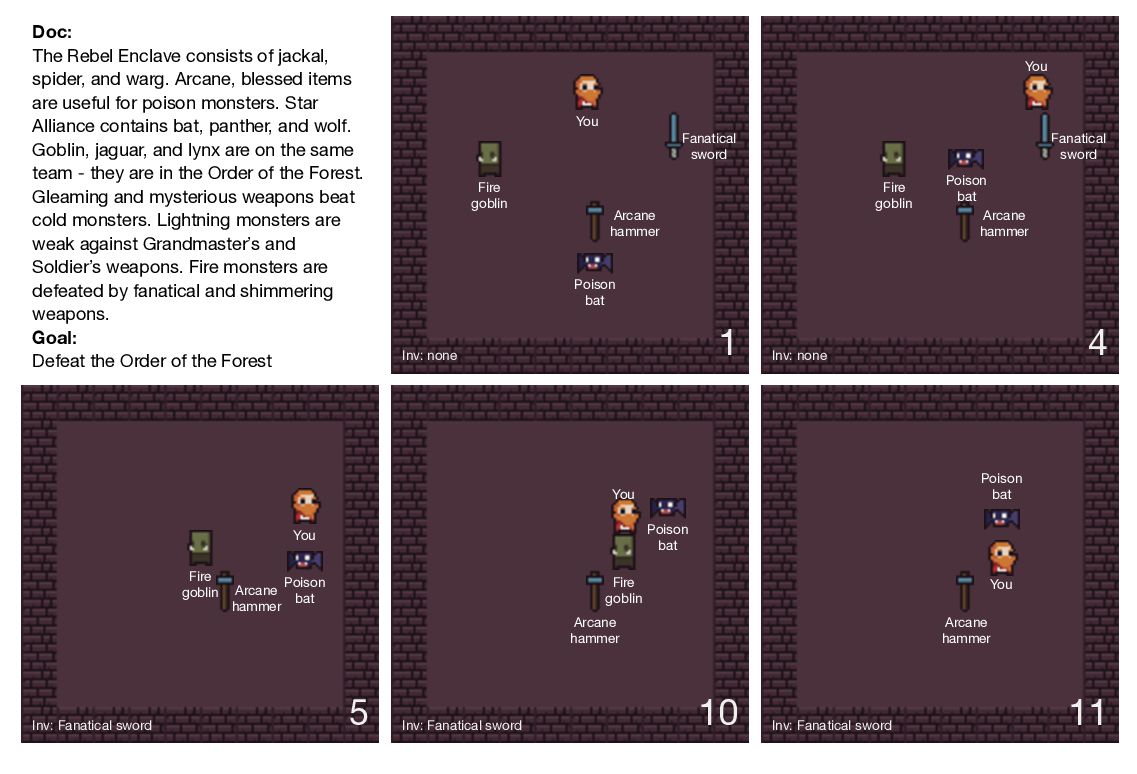 Doc:
The Rebel Enclave consists of jackal,
spider, and warg. Arcane, blessed items
are useful for poison monsters. Star
Alliance contains bat, panther, and wolf.
Goblin, jaguar, and lynx are on the same
team - they are in the Order of the Forest.
Gleaming and mysterious weapons beat
cold monsters. Lightning monsters are
weak against Grandmaster's and
Soldier's weapons. Fire monsters are
defeated by fanatical and shimmering
weapons.
Goal:
Defeat the Order of the Forest
You
Fanatical
sword
Fire
goblin
Arcane
hammer
Poison
bat
Inv: none
1
You
Fanatical
sword
Fire
goblin
Poison
bat
Arcane
hammer
Inv: none
4
You
Fire
goblin
Arcane
hammer
Poison
bat
Inv: Fanatical sword
5
You
Poison
bat
Fire
goblin
Arcane
hammer
Inv: Fanatical sword
10
Poison
bat
You
Arcane
hammer
Inv: Fanatical sword
11